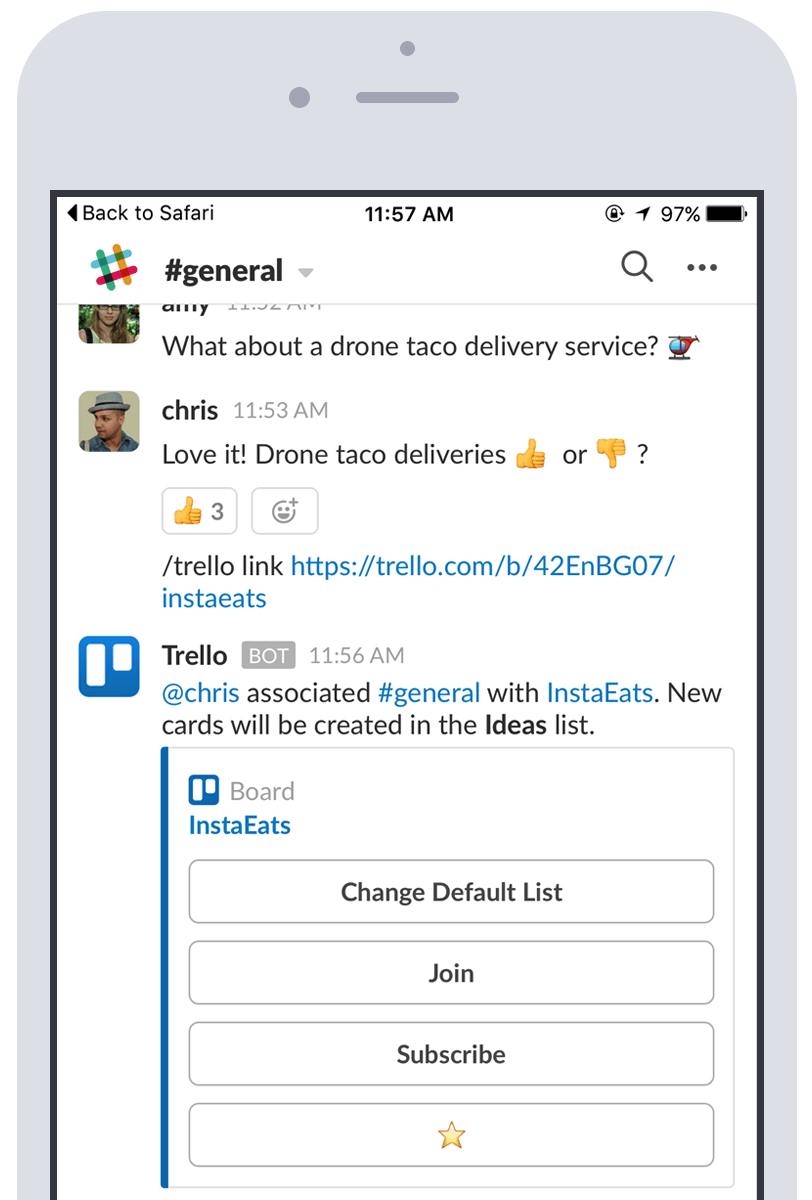 Back to Safari 11:57 AM 97%
#general
amy 11:52 AM
What about a drone taco delivery service? 🚁
chris 11:53 AM
Love it! Drone taco deliveries 👍 or 👎 ?
👍 3
/trello link https://trello.com/b/42EnBG07/
instaeats
Trello BOT 11:56 AM
@chris associated #general with InstaEats. New
cards will be created in the Ideas list.
Board
InstaEats
Change Default List
Join
Subscribe
⭐